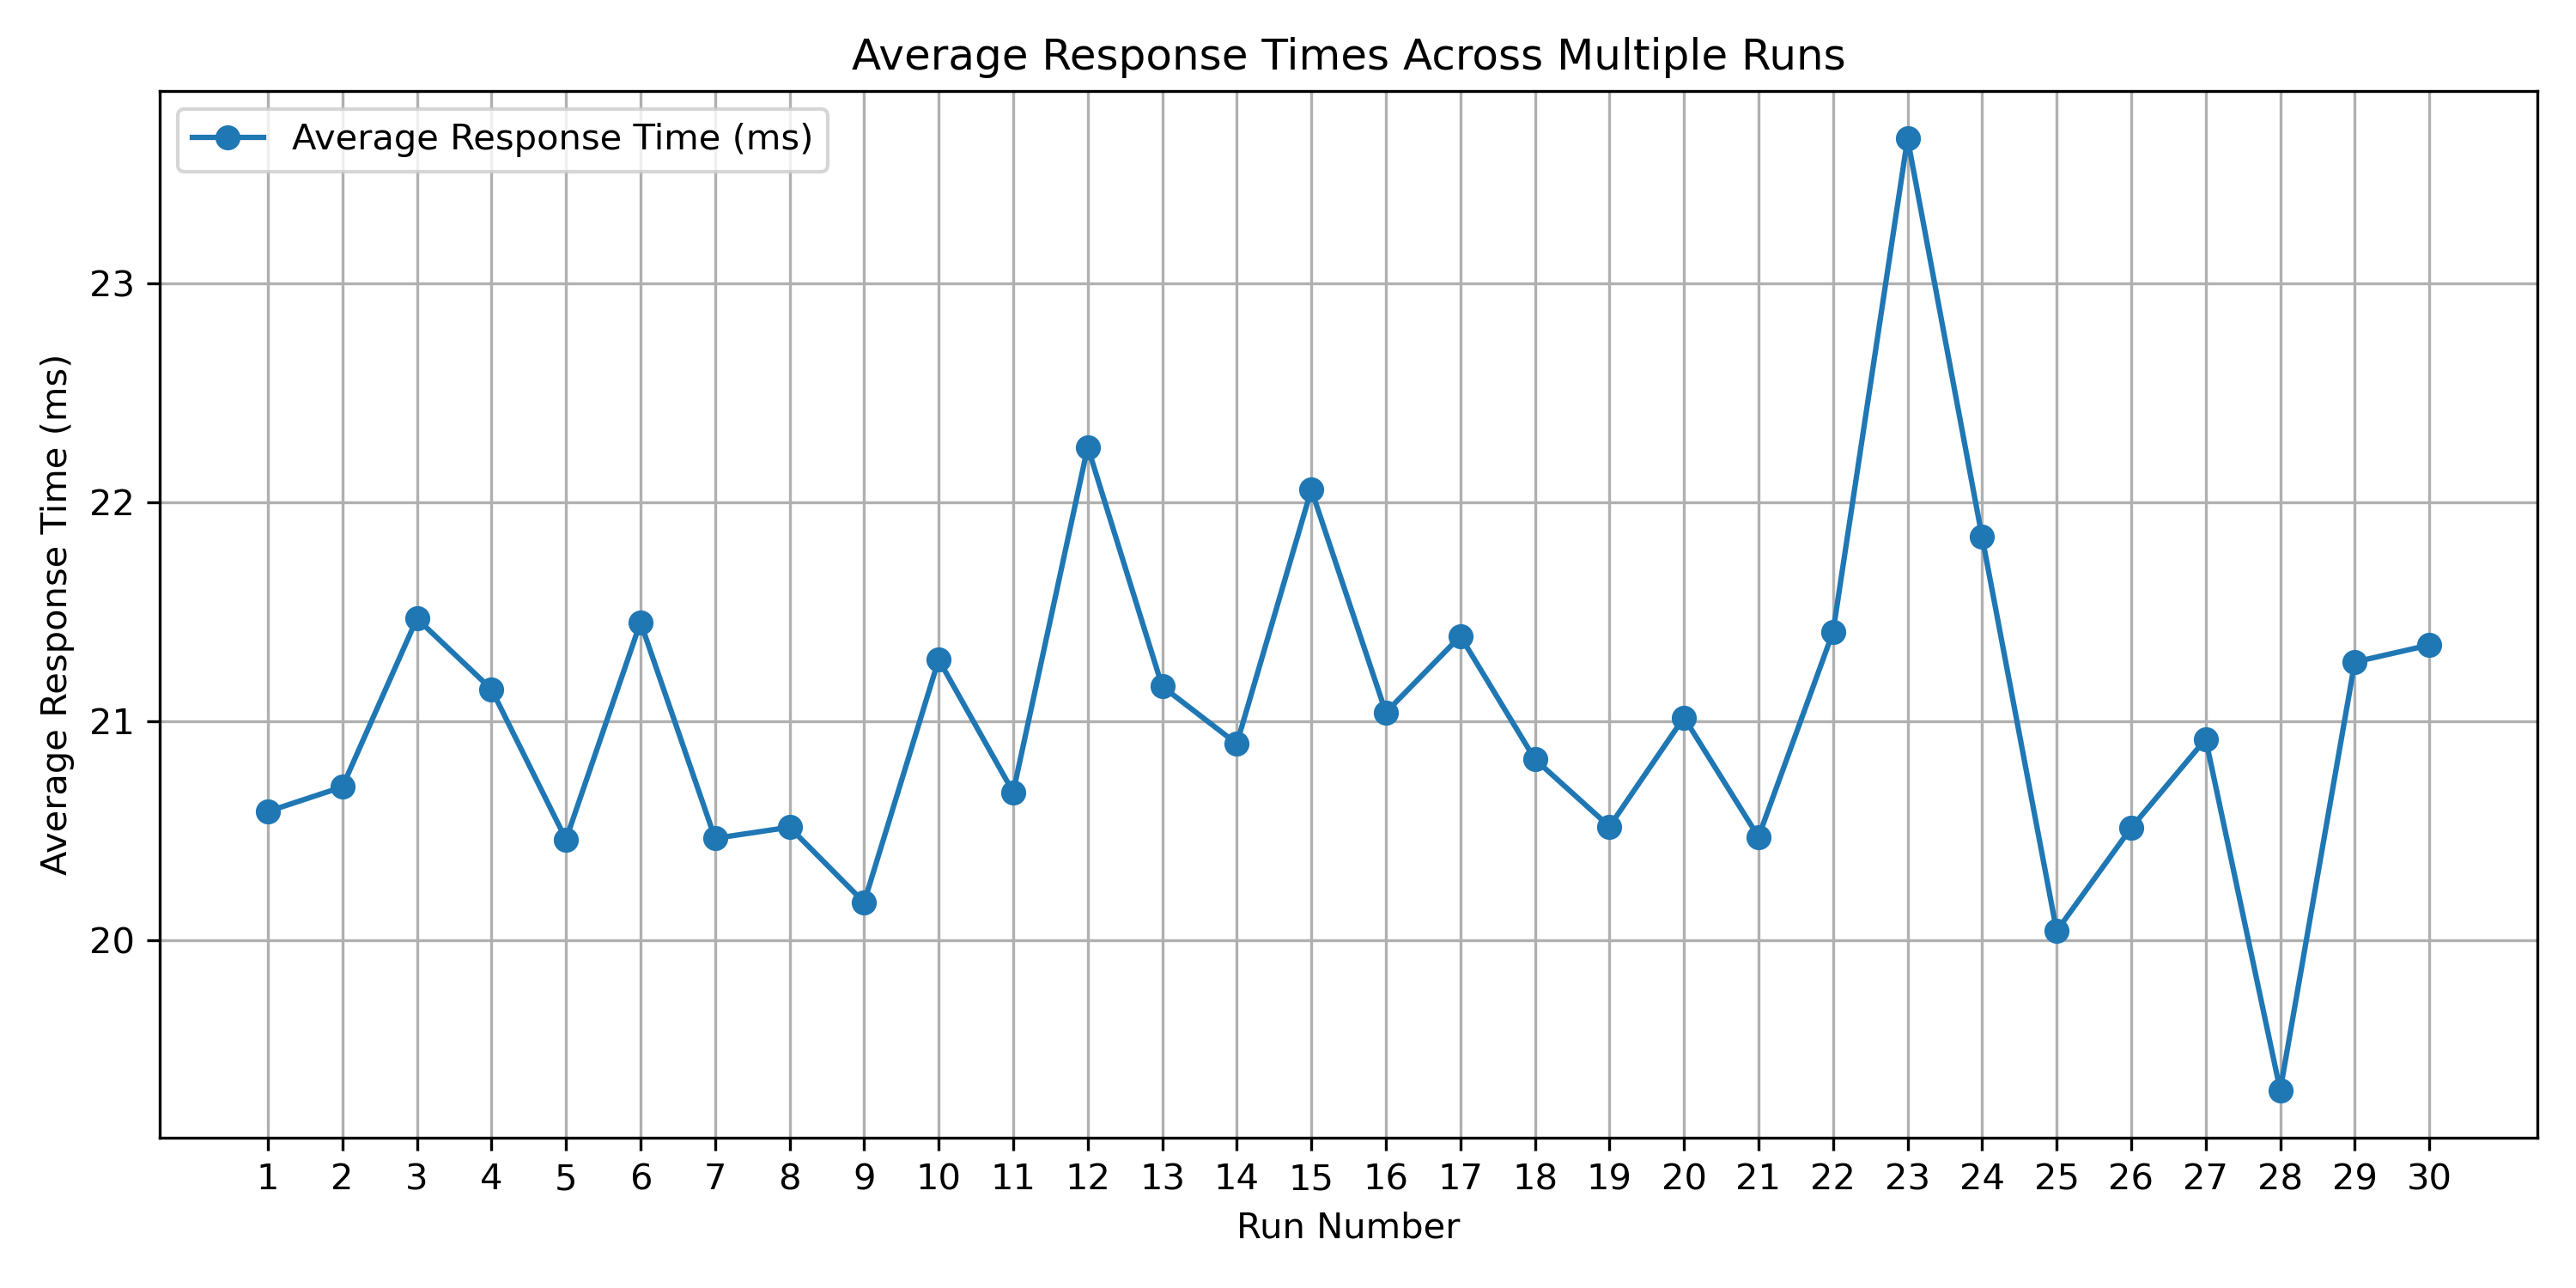 Average Response Times Across Multiple Runs
Average Response Time (ms)
Average Response Time (ms)
23
22
21
20
1 2 3 4 5 6 7 8 9 10 11 12 13 14 15 16 17 18 19 20 21 22 23 24 25 26 27 28 29 30
Run Number